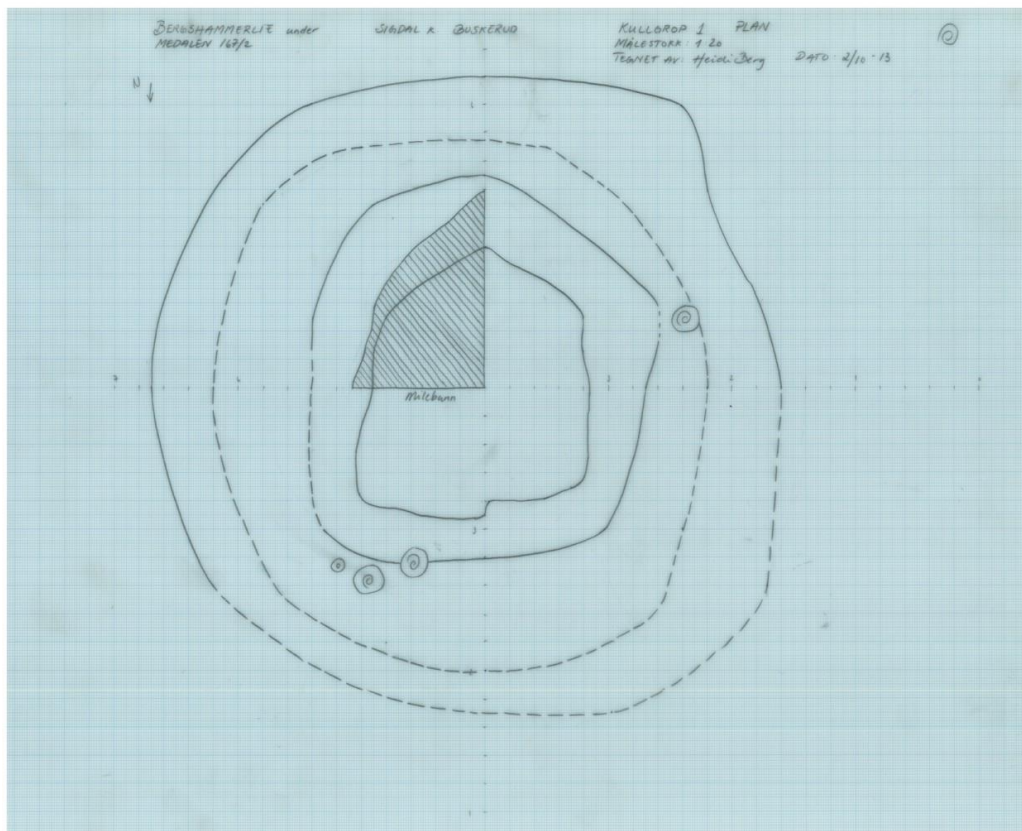 BERGSHAMMERLIE under
MEDALEN 167/2
SIGDAL K BUSKERUD
KULLGROP 1 PLAN
MÅLESTOKK: 1:20
TEGNET AV: Heidi Berg DATO 2/10-13
N
Milebunn